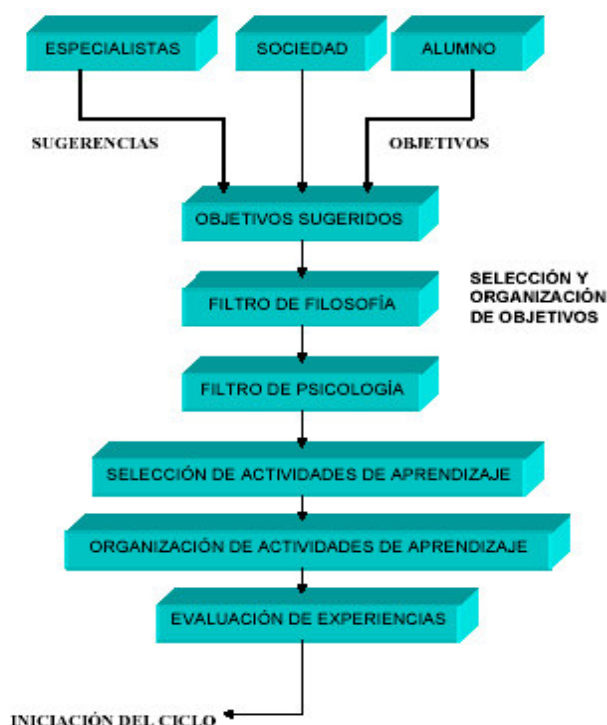 ESPECIALISTAS
SOCIEDAD
ALUMNO
SUGERENCIAS
OBJETIVOS
OBJETIVOS SUGERIDOS
SELECCIÓN Y
ORGANIZACIÓN
DE OBJETIVOS
FILTRO DE FILOSOFÍA
FILTRO DE PSICOLOGÍA
SELECCIÓN DE ACTIVIDADES DE APRENDIZAJE
ORGANIZACIÓN DE ACTIVIDADES DE APRENDIZAJE
EVALUACIÓN DE EXPERIENCIAS
INICIACIÓN DEL CICLO